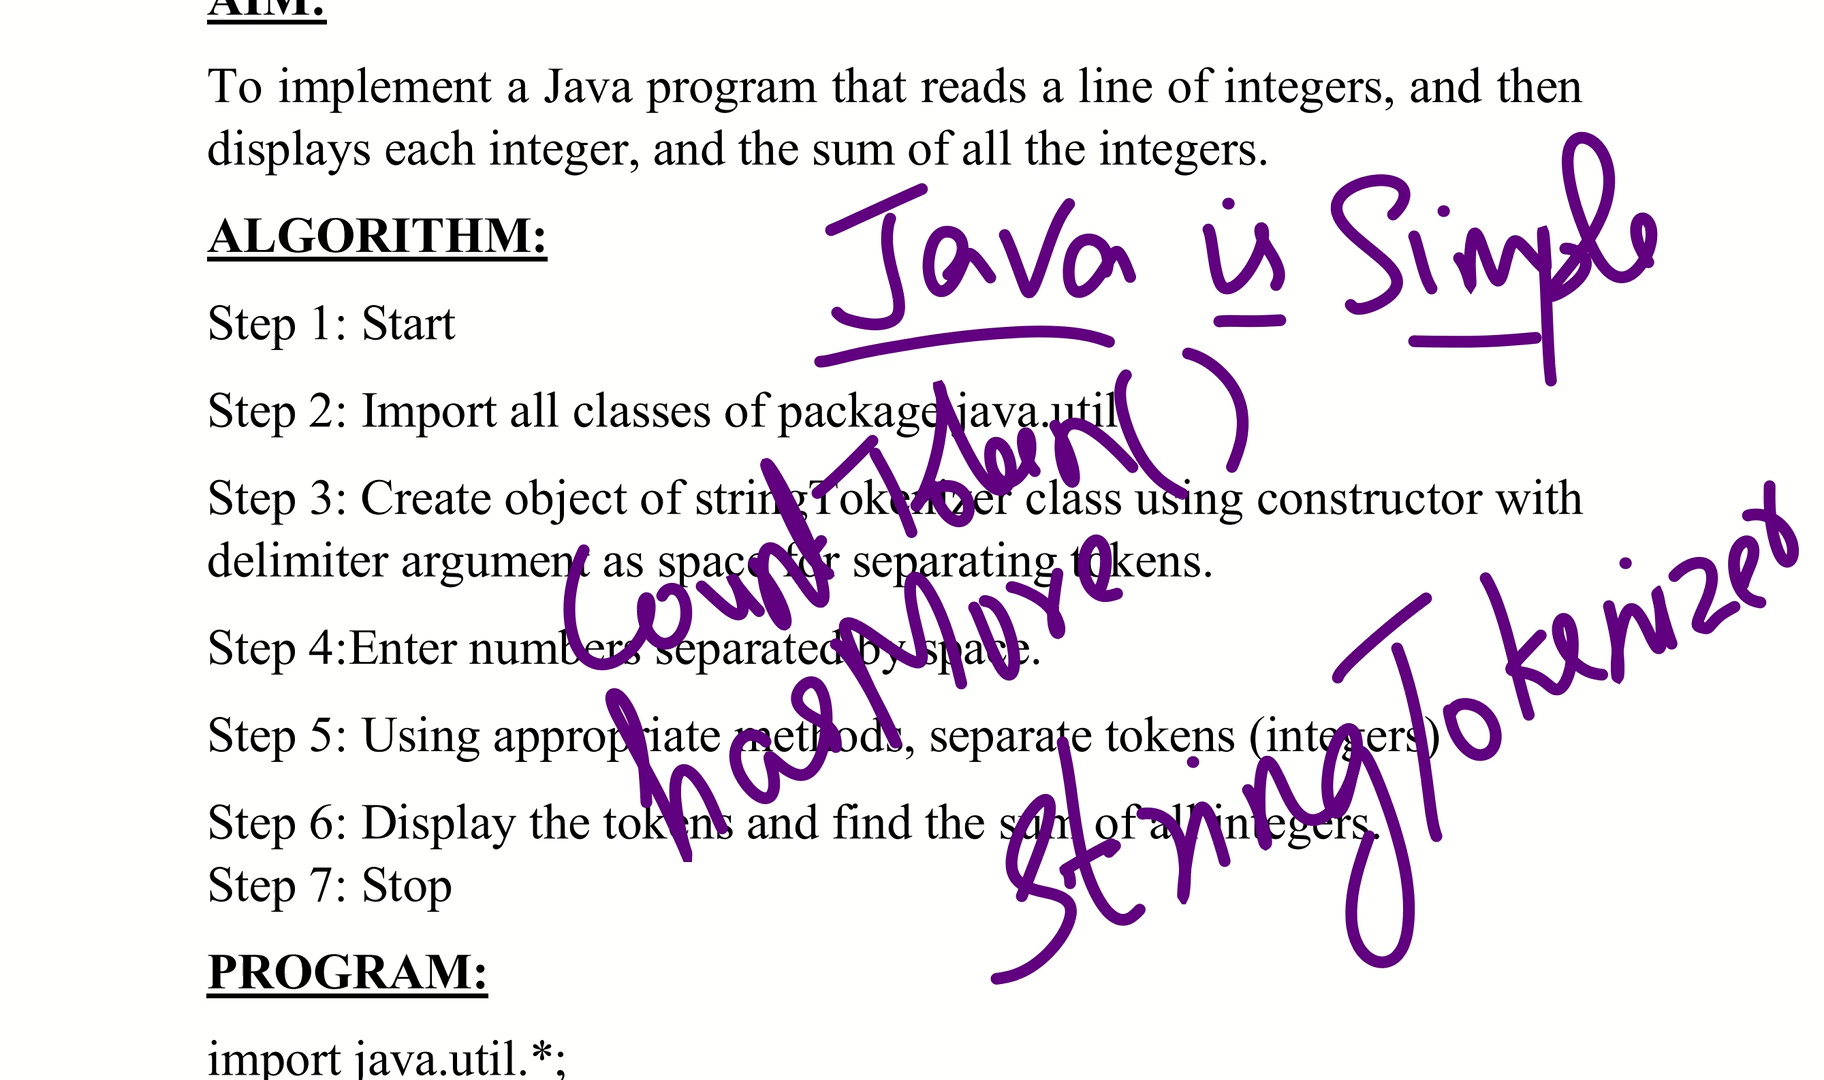 AIM:
To implement a Java program that reads a line of integers, and then
displays each integer, and the sum of all the integers.
ALGORITHM:
Java is Simple
Step 1: Start
Step 2: Import all classes of package java.util
Count Token()
Step 3: Create object of stringTokenizer class using constructor with
delimiter argument as space for separating tokens.
hasMore
Step 4:Enter numbers separated by space.
StringTokenizer
Step 5: Using appropriate methods, separate tokens (integers)
Step 6: Display the tokens and find the sum of all integers.
Step 7: Stop
PROGRAM:
import java.util.*;